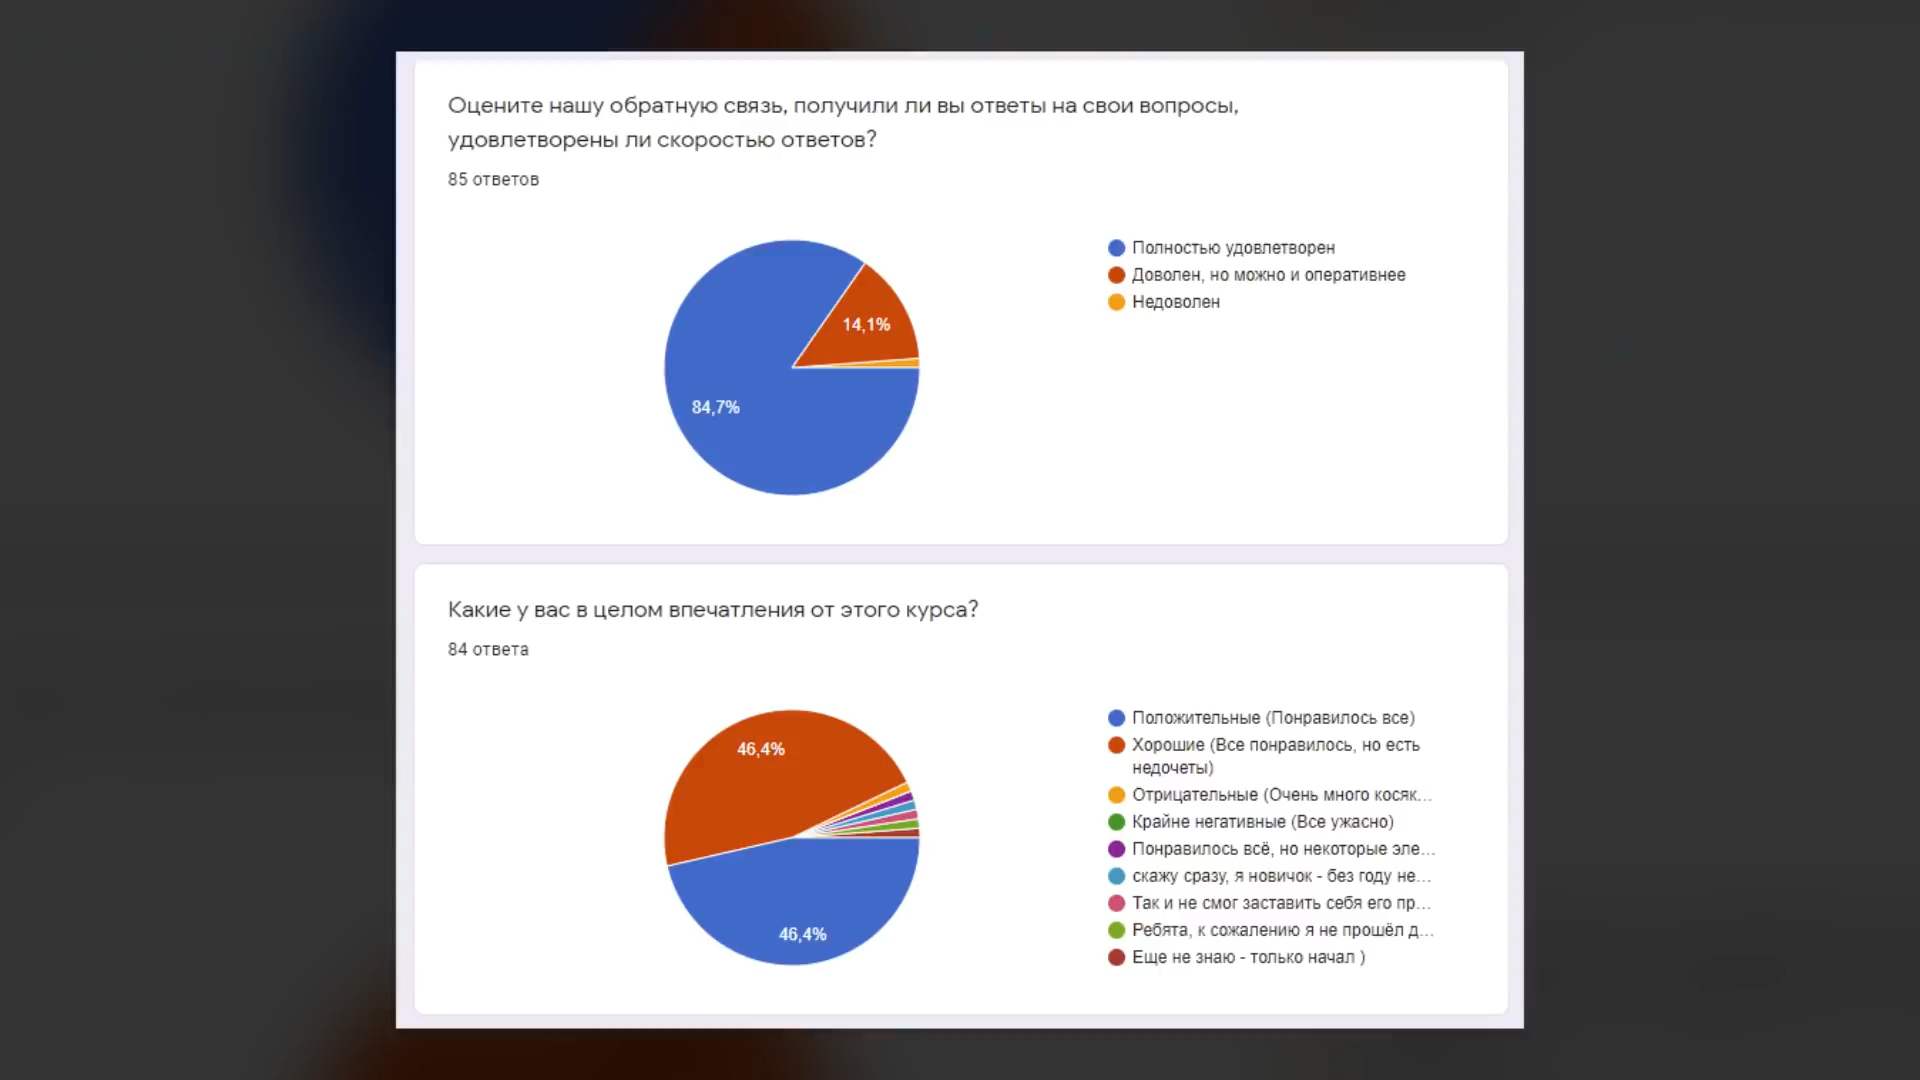 Оцените нашу обратную связь, получили ли вы ответы на свои вопросы,
удовлетворены ли скоростью ответов?
85 ответов
Полностью удовлетворен
Доволен, но можно и оперативнее
Недоволен
14,1%
84,7%
Какие у вас в целом впечатления от этого курса?
84 ответа
Положительные (Понравилось все)
Хорошие (Все понравилось, но есть
недочеты)
Отрицательные (Очень много косяк...
Крайне негативные (Все ужасно)
Понравилось всё, но некоторые эле...
скажу сразу, я новичок - без году не...
Так и не смог заставить себя его пр...
Ребята, к сожалению я не прошёл д...
Еще не знаю - только начал )
46,4%
46,4%